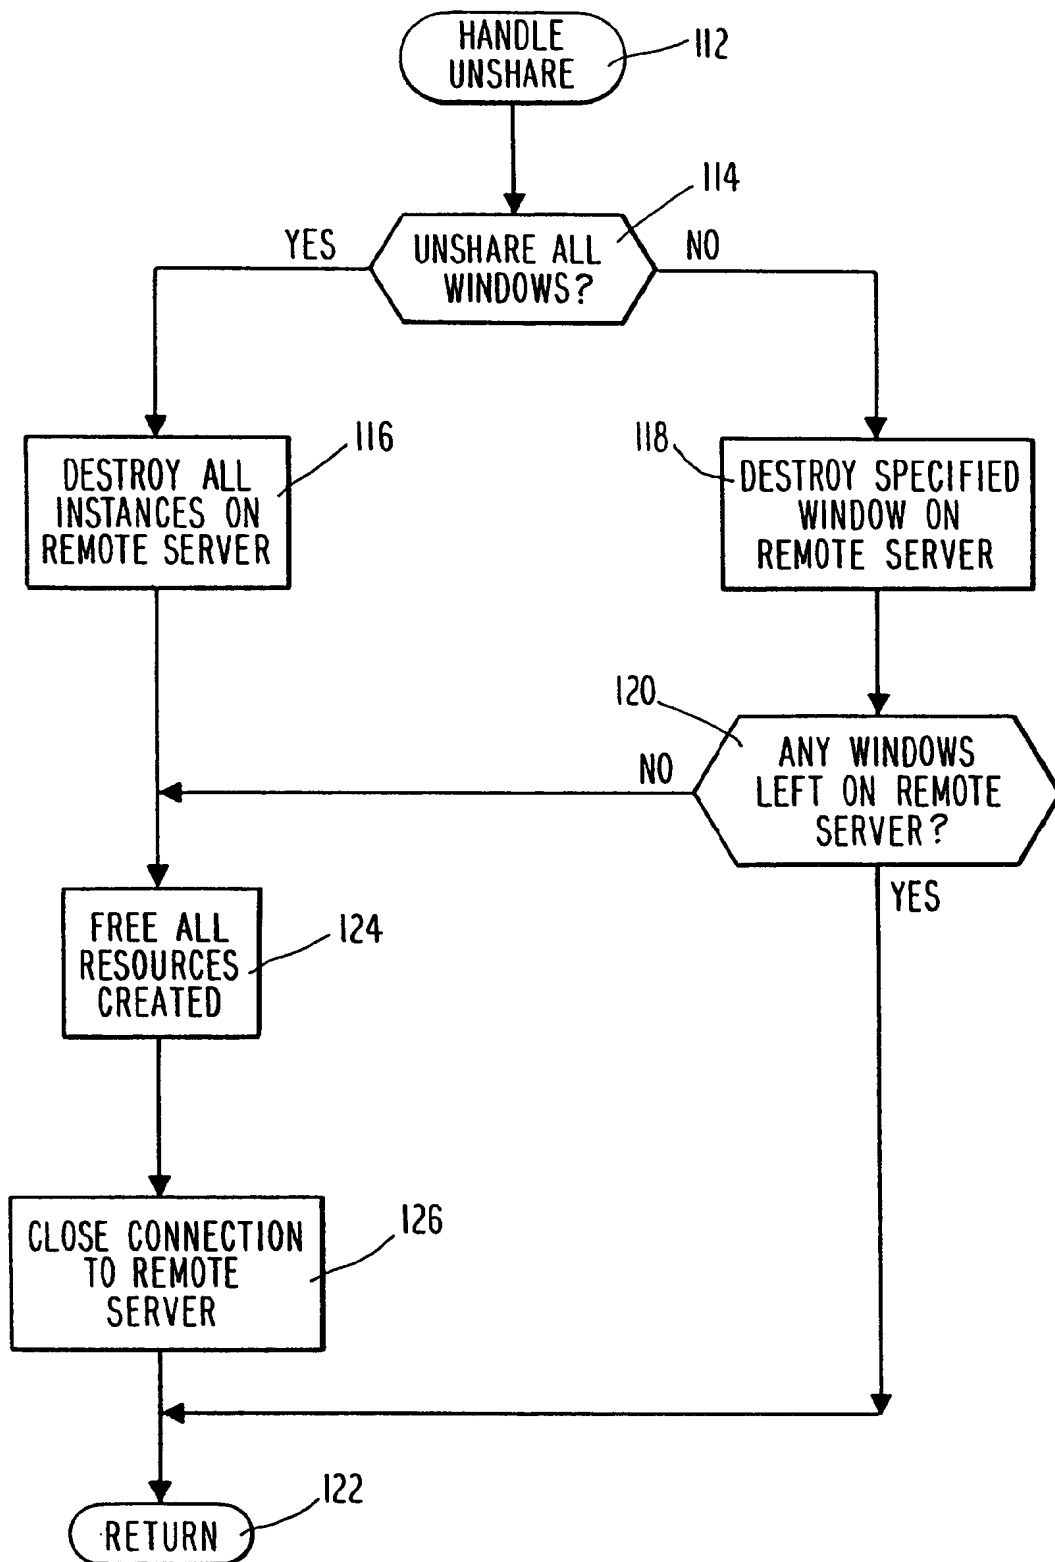 HANDLE
UNSHARE
112
114
YES
UNSHARE ALL
WINDOWS?
NO
116
DESTROY ALL
INSTANCES ON
REMOTE SERVER
118
DESTROY SPECIFIED
WINDOW ON
REMOTE SERVER
120
NO
ANY WINDOWS
LEFT ON REMOTE
SERVER?
YES
FREE ALL
RESOURCES
CREATED
124
CLOSE CONNECTION
TO REMOTE
SERVER
126
122
RETURN